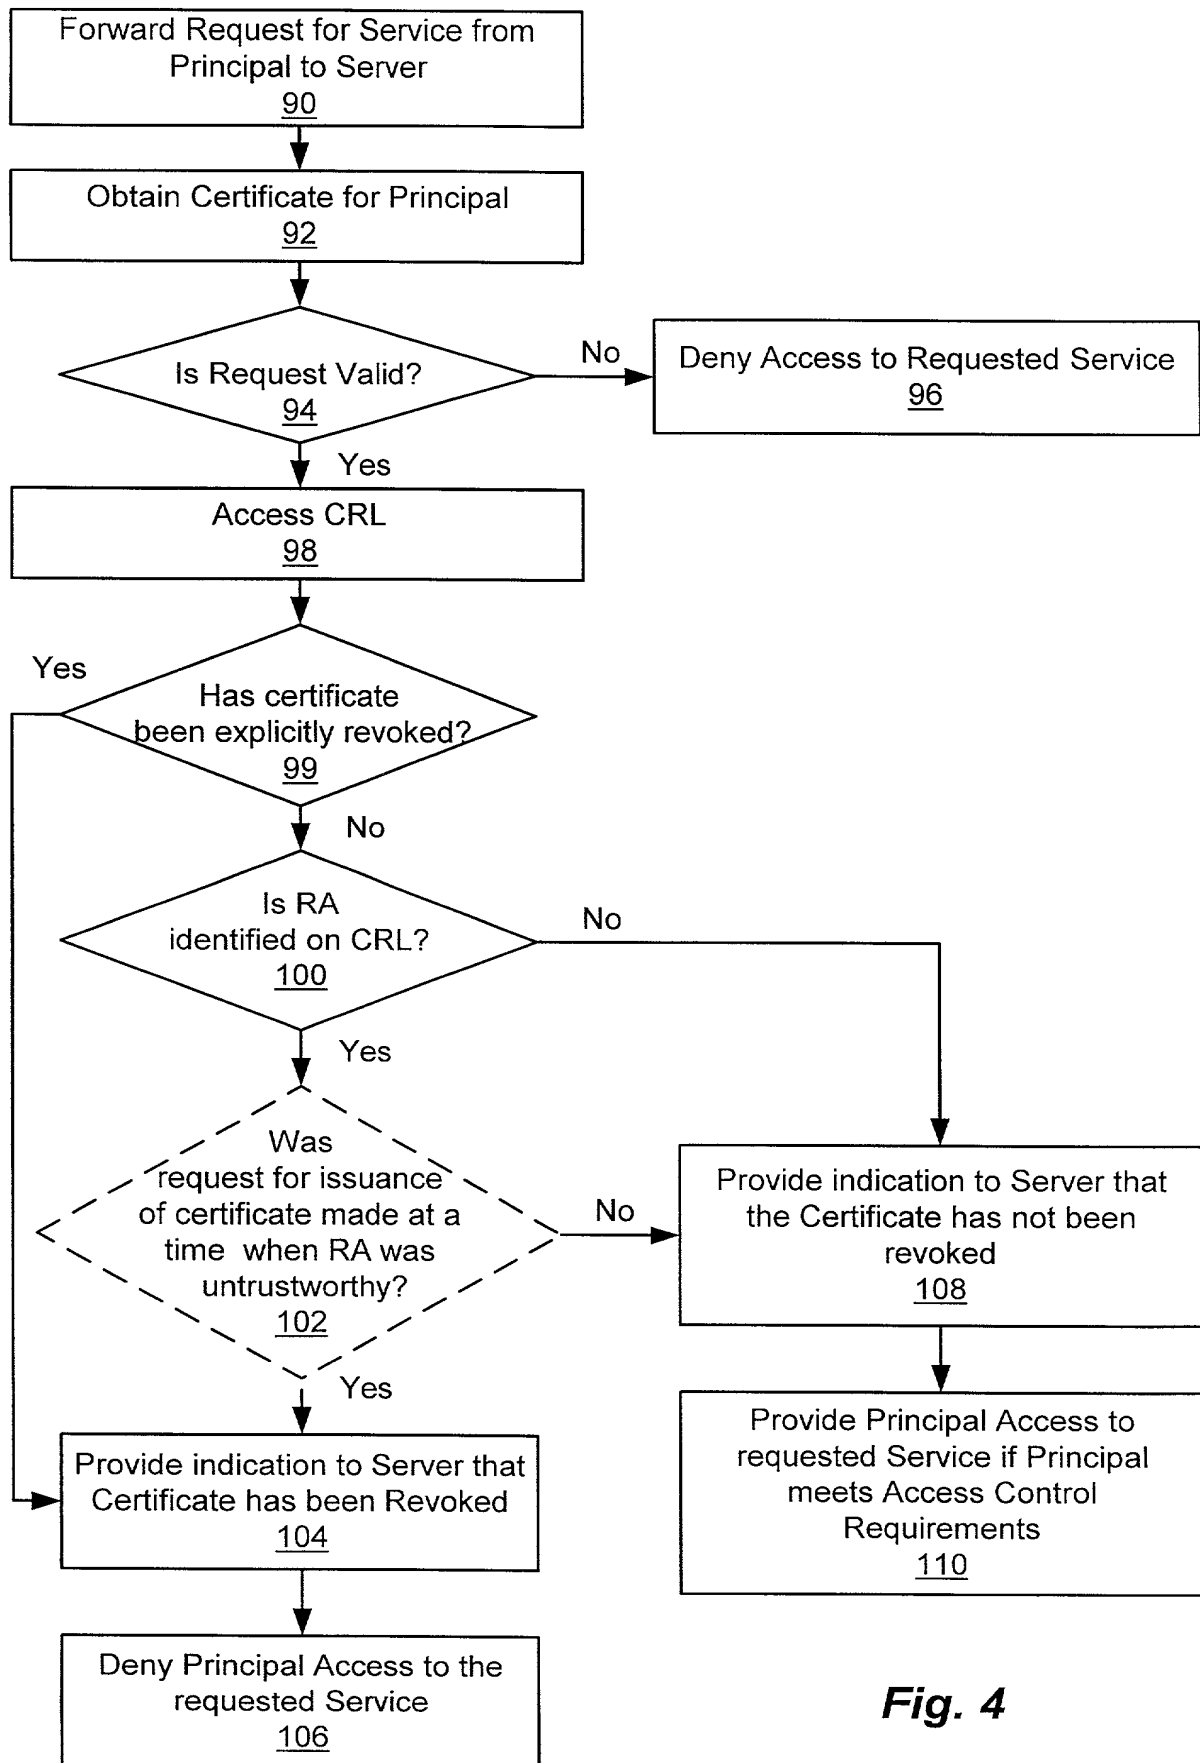 Forward Request for Service from
Principal to Server
90
Obtain Certificate for Principal
92
Is Request Valid?
94
No
Deny Access to Requested Service
96
Yes
Access CRL
98
Yes
Has certificate
been explicitly revoked?
99
No
Is RA
identified on CRL?
100
No
Yes
Was
request for issuance
of certificate made at a
time when RA was
untrustworthy?
102
No
Provide indication to Server that
the Certificate has not been
revoked
108
Yes
Provide Principal Access to
requested Service if Principal
meets Access Control
Requirements
110
Provide indication to Server that
Certificate has been Revoked
104
Deny Principal Access to the
requested Service
106
Fig. 4